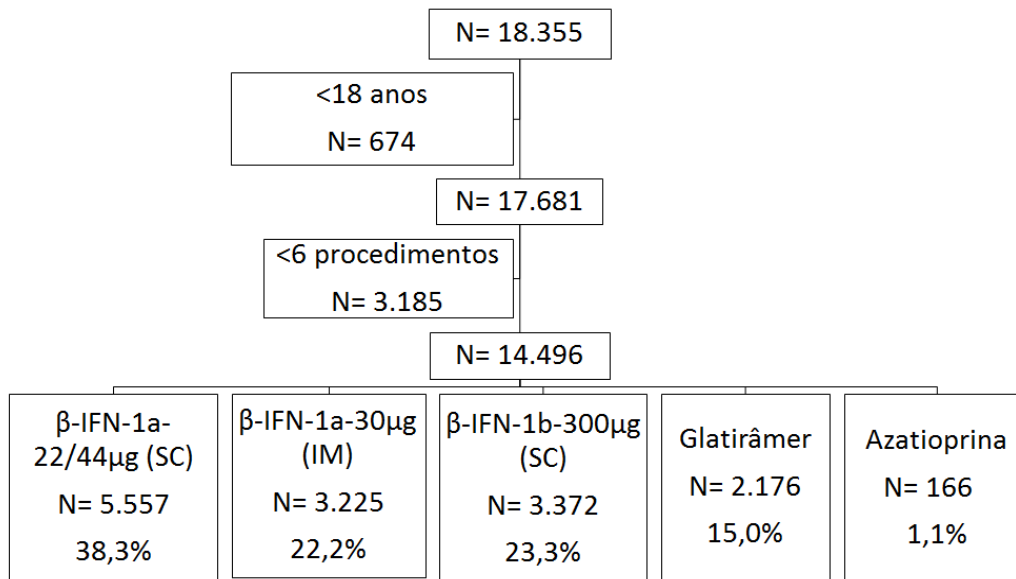 N= 18.355
<18 anos
N= 674
N= 17.681
<6 procedimentos
N= 3.185
N= 14.496
β-IFN-1a-
22/44µg (SC)
N= 5.557
38,3%
β-IFN-1a-30µg
(IM)
N= 3.225
22,2%
β-IFN-1b-300µg
(SC)
N= 3.372
23,3%
Glatirâmer
N= 2.176
15,0%
Azatioprina
N= 166
1,1%